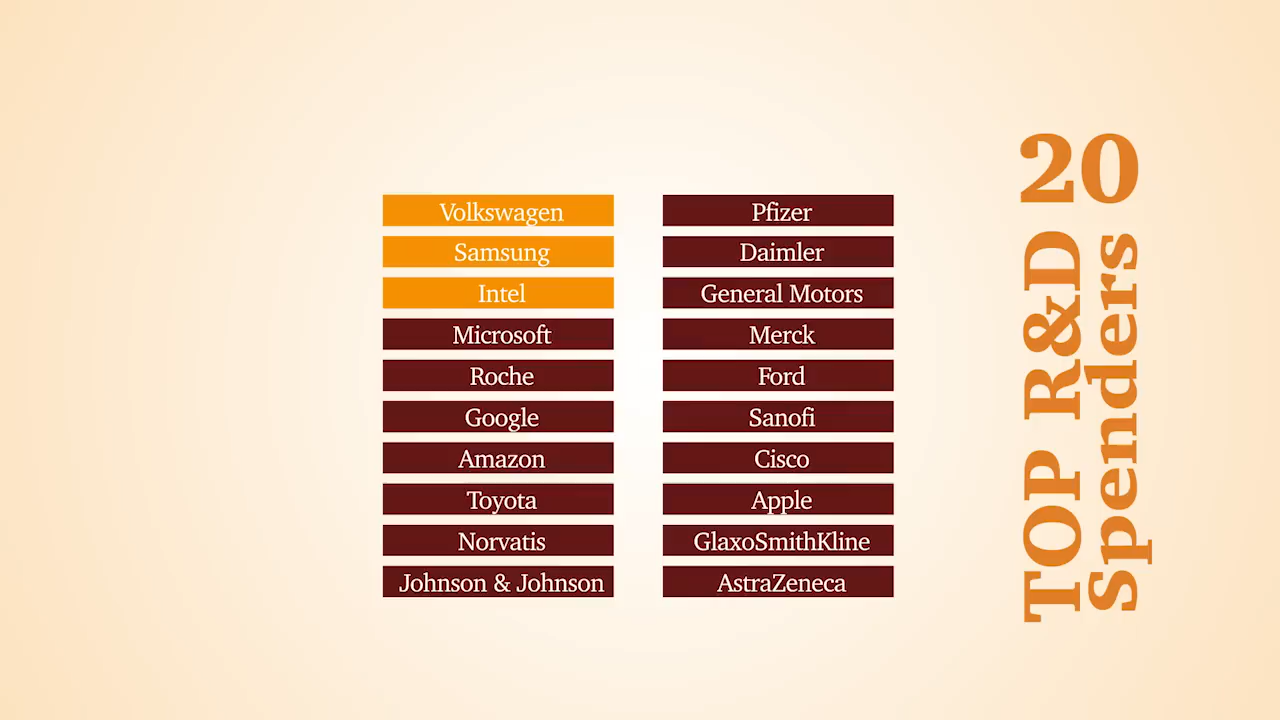 Volkswagen
Samsung
Intel
Microsoft
Roche
Google
Amazon
Toyota
Norvatis
Johnson & Johnson
Pfizer
Daimler
General Motors
Merck
Ford
Sanofi
Cisco
Apple
GlaxoSmithKline
AstraZeneca
20
TOP R&D
Spenders